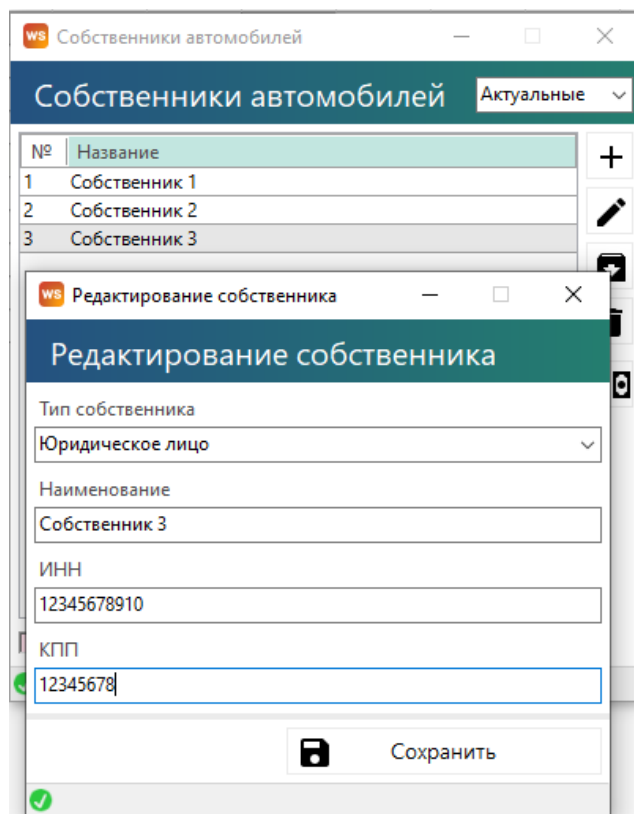 WS Собственники автомобилей
Собственники автомобилей Актуальные
№ Название
1 Собственник 1
2 Собственник 2
3 Собственник 3
WS Редактирование собственника
Редактирование собственника
Тип собственника
Юридическое лицо
Наименование
Собственник 3
ИНН
12345678910
КПП
12345678
Сохранить